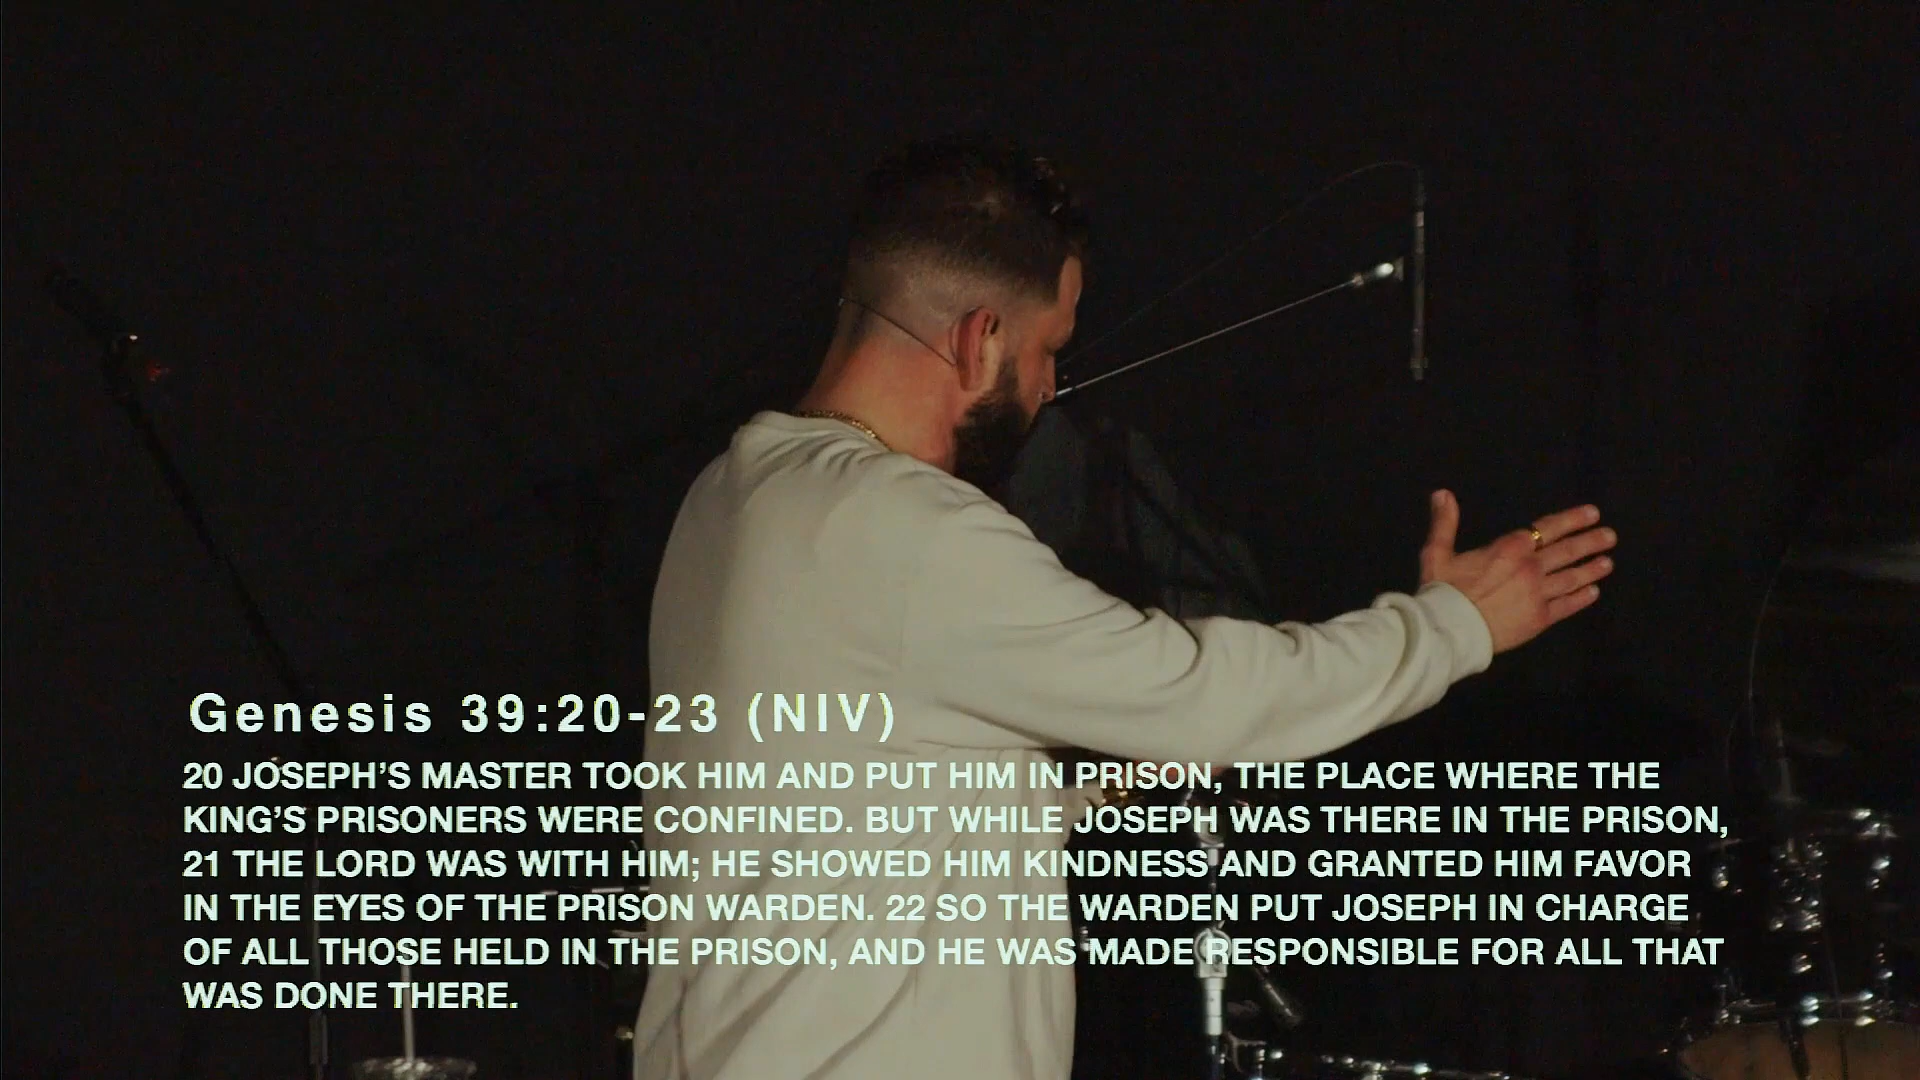 Genesis 39:20-23 (NIV)
20 JOSEPH’S MASTER TOOK HIM AND PUT HIM IN PRISON, THE PLACE WHERE THE
KING’S PRISONERS WERE CONFINED. BUT WHILE JOSEPH WAS THERE IN THE PRISON,
21 THE LORD WAS WITH HIM; HE SHOWED HIM KINDNESS AND GRANTED HIM FAVOR
IN THE EYES OF THE PRISON WARDEN. 22 SO THE WARDEN PUT JOSEPH IN CHARGE
OF ALL THOSE HELD IN THE PRISON, AND HE WAS MADE RESPONSIBLE FOR ALL THAT
WAS DONE THERE.